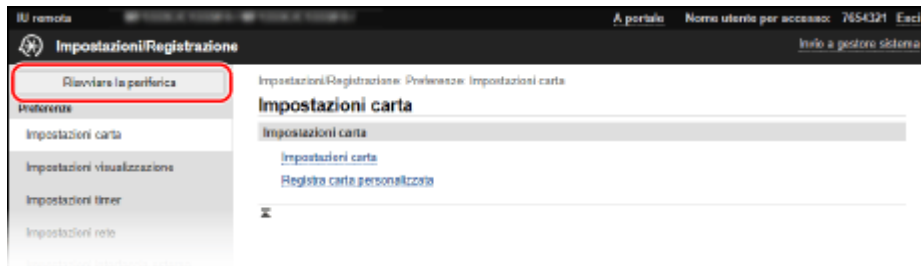 IU remota
A portale Nome utente per accesso: 7654321 Esci
Impostazioni/Registrazione
Invio a gestore sistema
Riavviare la periferica
Impostazioni/Registrazione: Preferenze: Impostazioni carta
Impostazioni carta
Preferenze
Impostazioni carta
Impostazioni carta
Impostazioni carta
Impostazioni visualizzazione
Registra carta personalizzata
Impostazioni timer
Impostazioni rete